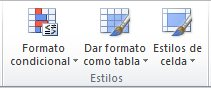 Formato condicional
Dar formato como tabla
Estilos de celda
Estilos